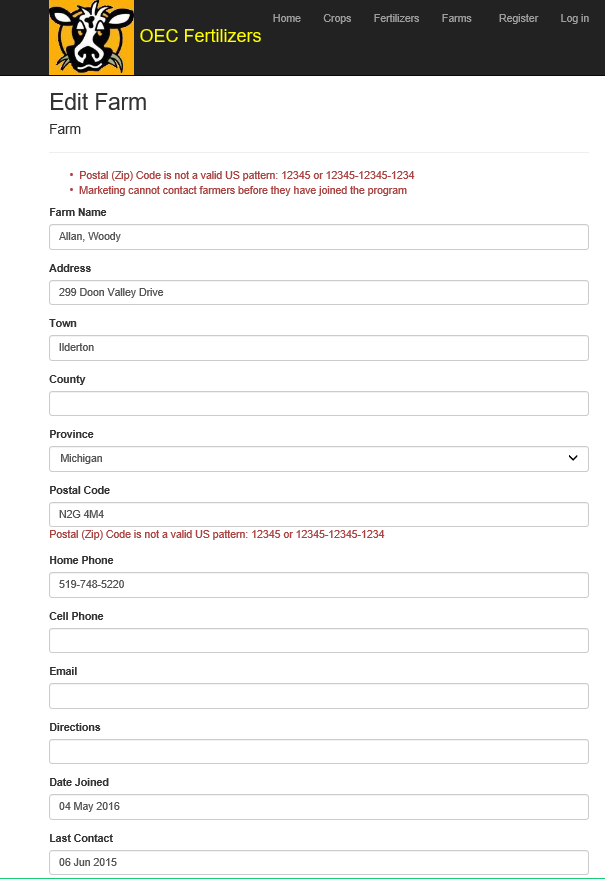 Home Crops Fertilizers Farms Register Log in
OEC Fertilizers
Edit Farm
Farm
• Postal (Zip) Code is not a valid US pattern: 12345 or 12345-12345-1234
• Marketing cannot contact farmers before they have joined the program
Farm Name
Allan, Woody
Address
299 Doon Valley Drive
Town
Ilderton
County
Province
Michigan
Postal Code
N2G 4M4
Postal (Zip) Code is not a valid US pattern: 12345 or 12345-12345-1234
Home Phone
519-748-5220
Cell Phone
Email
Directions
Date Joined
04 May 2016
Last Contact
06 Jun 2015